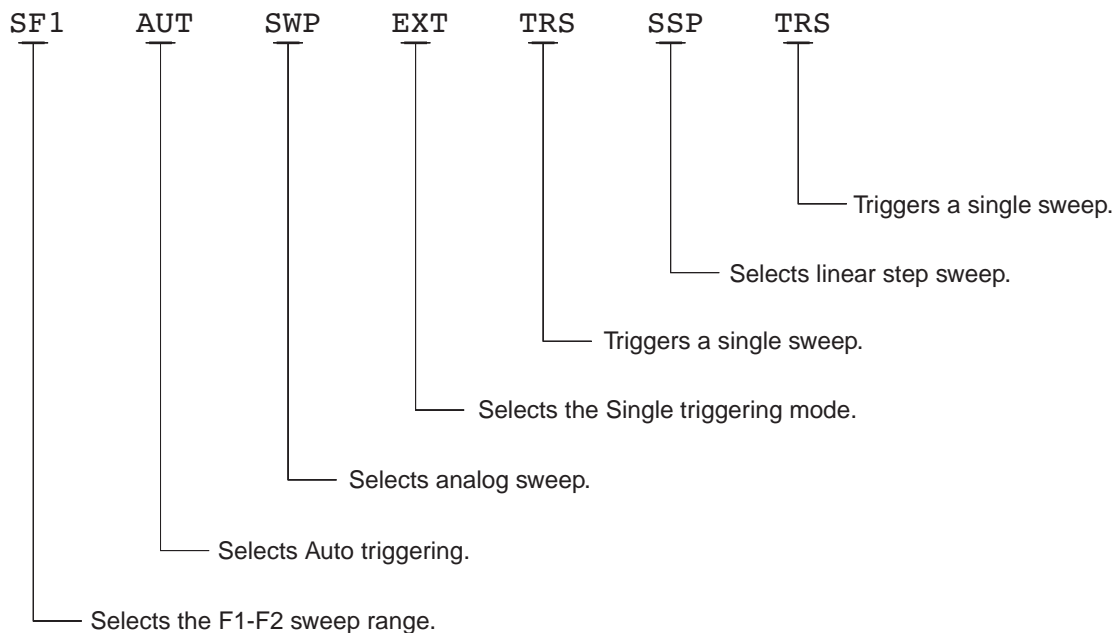 SF1 AUT SWP EXT TRS SSP TRS
Triggers a single sweep.
Selects linear step sweep.
Triggers a single sweep.
Selects the Single triggering mode.
Selects analog sweep.
Selects Auto triggering.
Selects the F1-F2 sweep range.